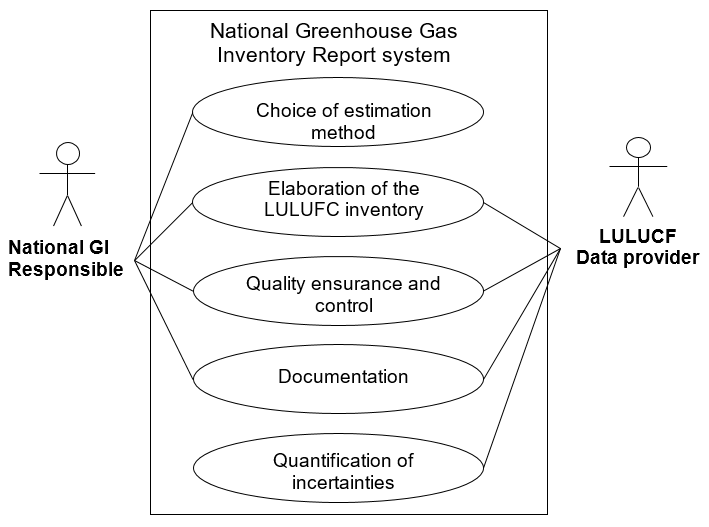 National Greenhouse Gas
Inventory Report system
Choice of estimation
method
Elaboration of the
LULUFC inventory
National GI
Responsible
LULUCF
Data provider
Quality ensurance and
control
Documentation
Quantification of
incertainties